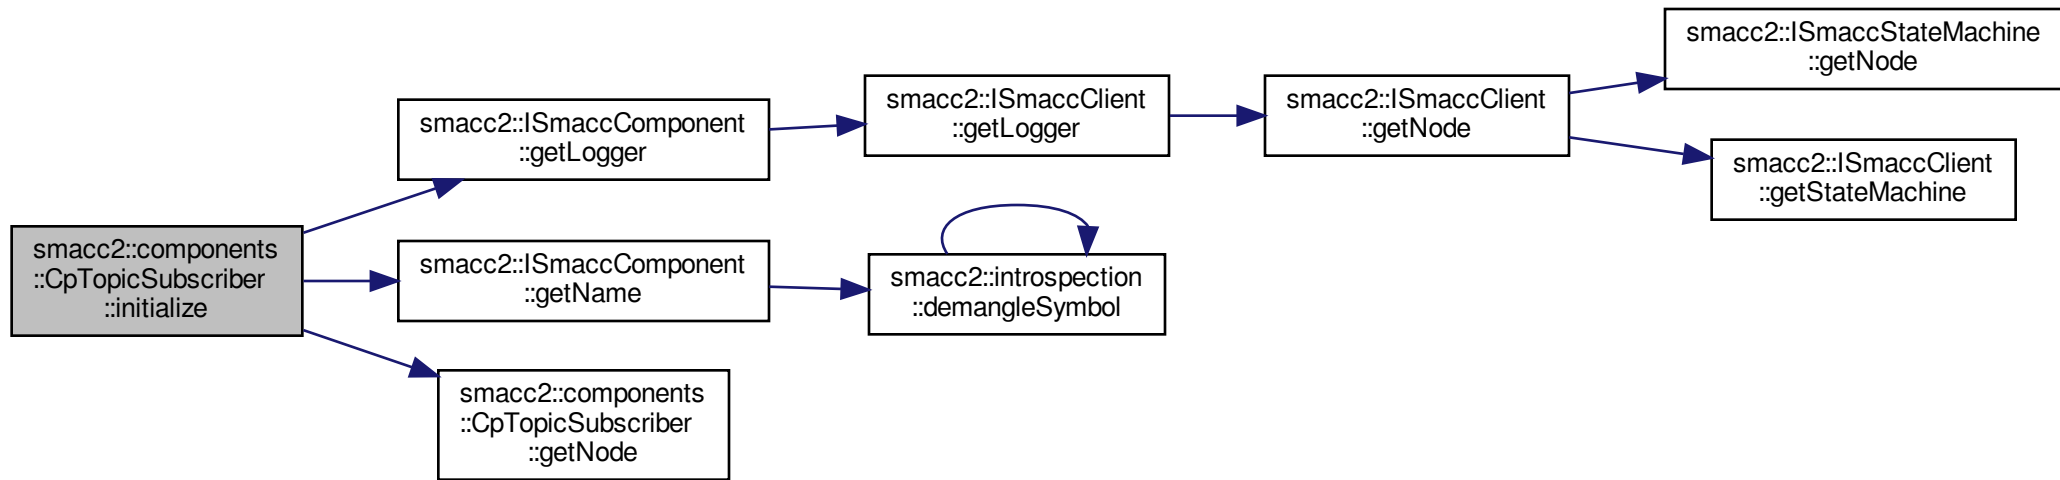 smacc2::components
::CpTopicSubscriber
::initialize
smacc2::ISmaccComponent
::getLogger
smacc2::ISmaccComponent
::getName
smacc2::components
::CpTopicSubscriber
::getNode
smacc2::ISmaccClient
::getLogger
smacc2::introspection
::demangleSymbol
smacc2::ISmaccClient
::getNode
smacc2::ISmaccStateMachine
::getNode
smacc2::ISmaccClient
::getStateMachine